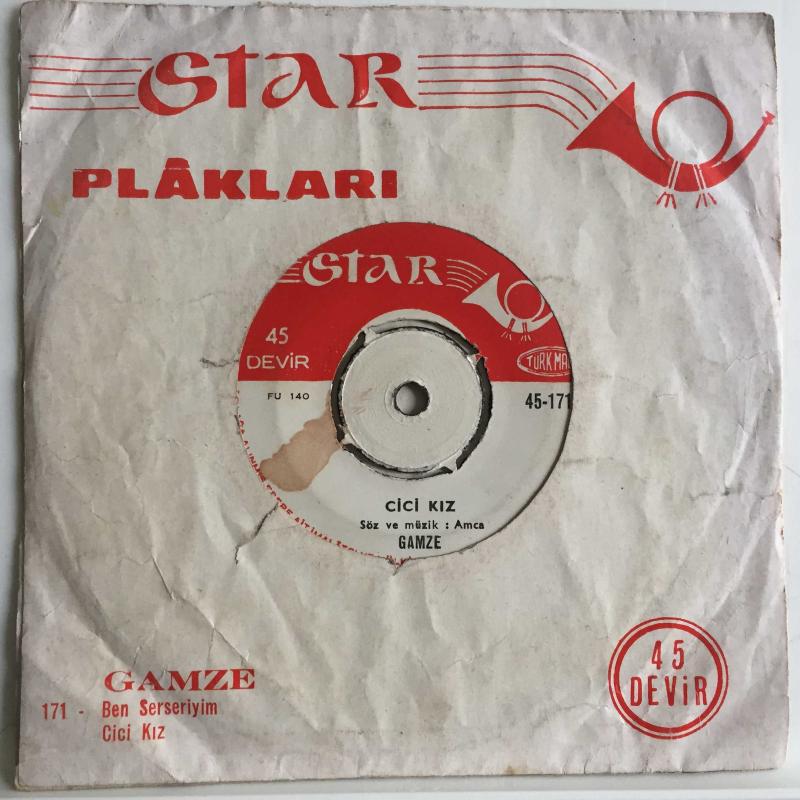 StaR
PLÂKLARI
StaR
45
DEVİR
TÜRK MA
FU 140
45-171
CİCİ KIZ
Söz ve müzik : Amca
GAMZE
GAMZE
171 - Ben Serseriyim
Cici Kız
45
DEVİR